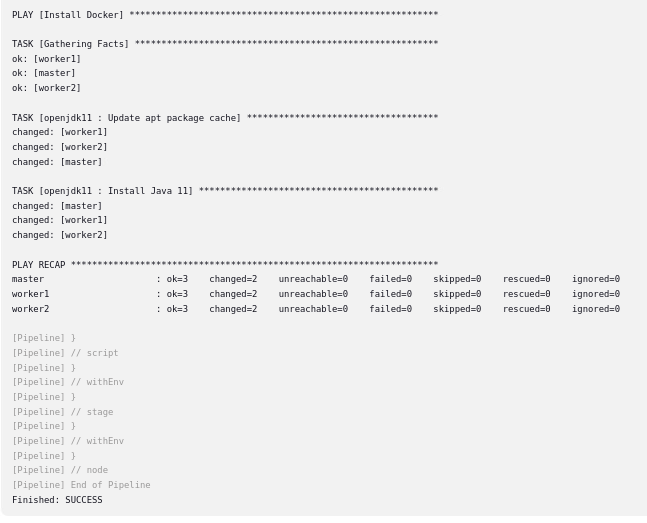 PLAY [Install Docker] **********************************************************
TASK [Gathering Facts] *********************************************************
ok: [worker1]
ok: [master]
ok: [worker2]
TASK [openjdk11 : Update apt package cache] ************************************
changed: [worker1]
changed: [worker2]
changed: [master]
TASK [openjdk11 : Install Java 11] *********************************************
changed: [master]
changed: [worker1]
changed: [worker2]
PLAY RECAP *********************************************************************
master                     : ok=3    changed=2    unreachable=0    failed=0    skipped=0    rescued=0    ignored=0
worker1                    : ok=3    changed=2    unreachable=0    failed=0    skipped=0    rescued=0    ignored=0
worker2                    : ok=3    changed=2    unreachable=0    failed=0    skipped=0    rescued=0    ignored=0
[Pipeline] }
[Pipeline] // script
[Pipeline] }
[Pipeline] // withEnv
[Pipeline] }
[Pipeline] // stage
[Pipeline] }
[Pipeline] // withEnv
[Pipeline] }
[Pipeline] // node
[Pipeline] End of Pipeline
Finished: SUCCESS